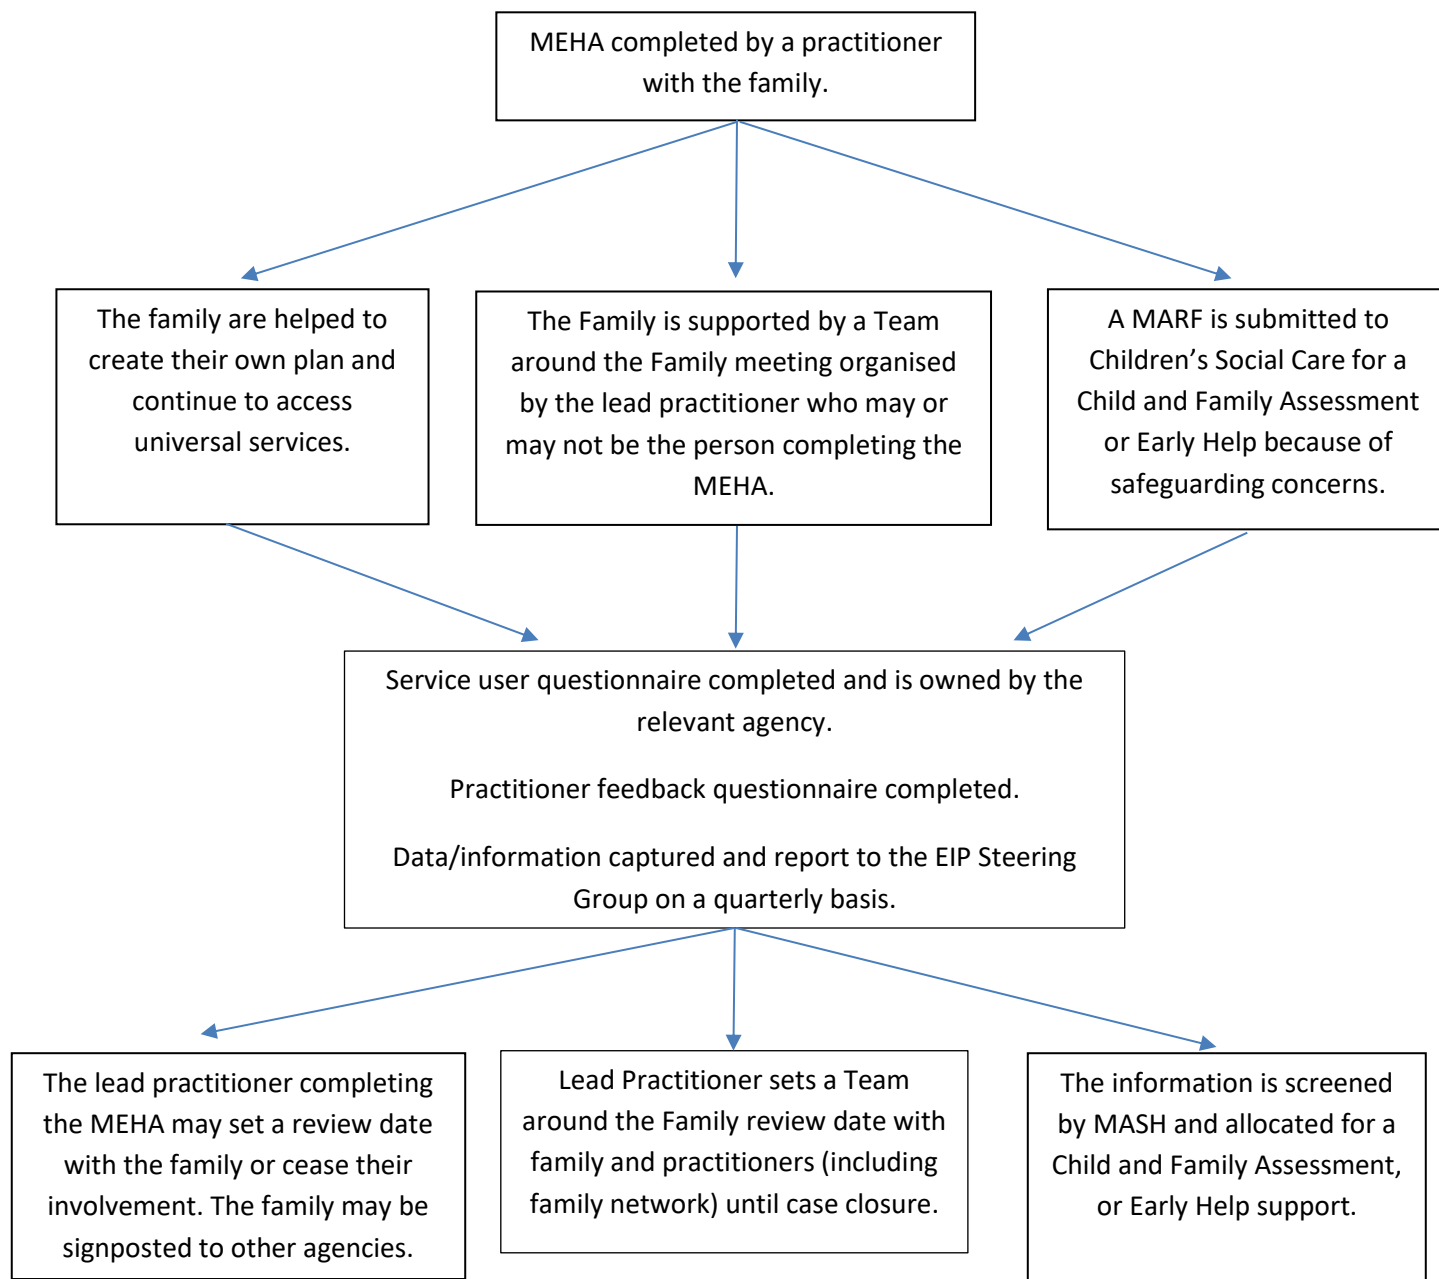 MEHA completed by a practitioner
with the family.
The family are helped to
create their own plan and
continue to access
universal services.
The Family is supported by a Team
around the Family meeting organised
by the lead practitioner who may or
may not be the person completing the
MEHA.
A MARF is submitted to
Children’s Social Care for a
Child and Family Assessment
or Early Help because of
safeguarding concerns.
Service user questionnaire completed and is owned by the
relevant agency.
Practitioner feedback questionnaire completed.
Data/information captured and report to the EIP Steering
Group on a quarterly basis.
The lead practitioner completing
the MEHA may set a review date
with the family or cease their
involvement. The family may be
signposted to other agencies.
Lead Practitioner sets a Team
around the Family review date with
family and practitioners (including
family network) until case closure.
The information is screened
by MASH and allocated for a
Child and Family Assessment,
or Early Help support.